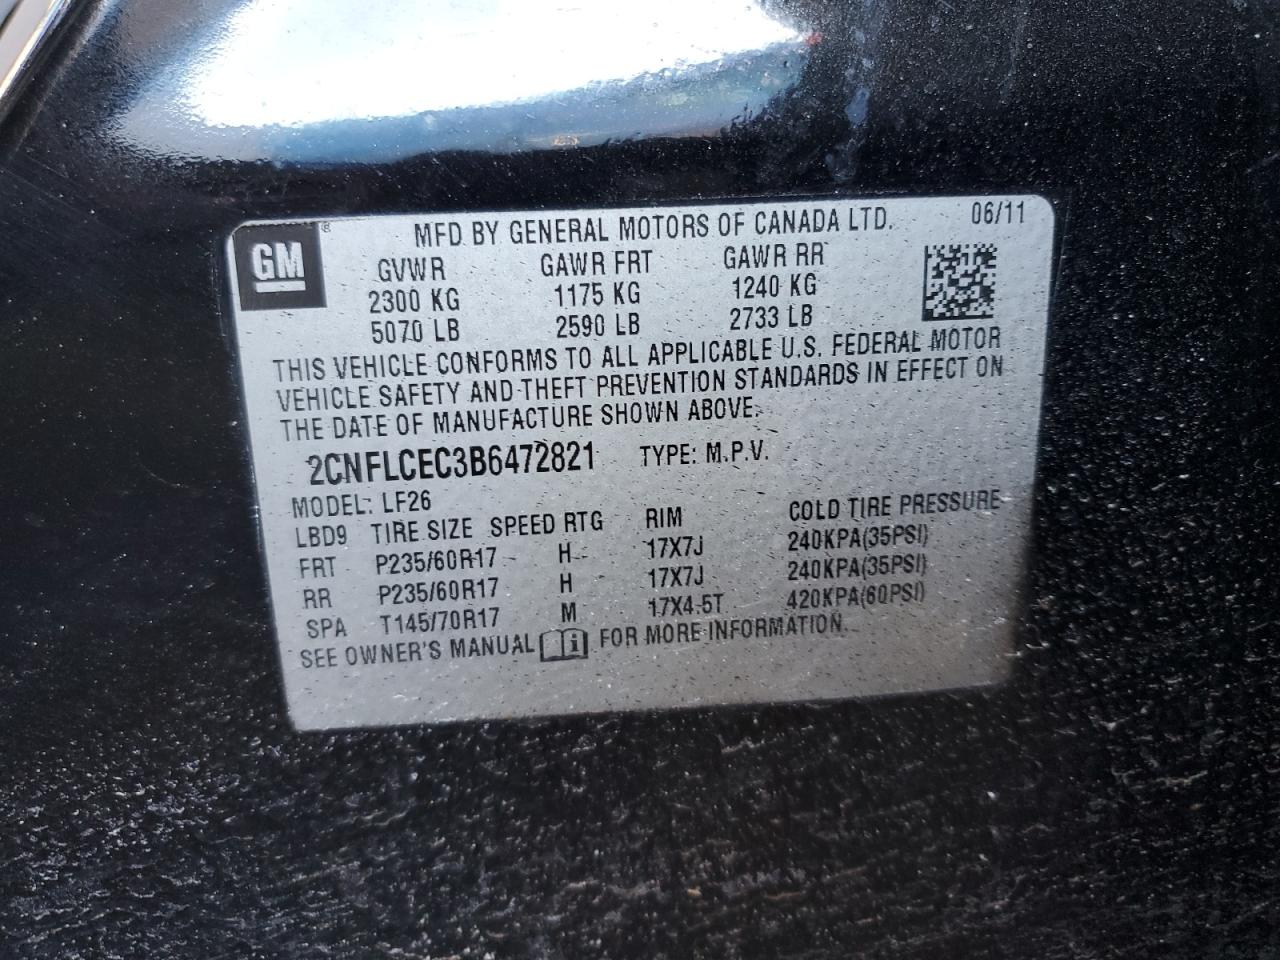 GM ®
MFD BY GENERAL MOTORS OF CANADA LTD. 06/11
GVWR GAWR FRT GAWR RR
2300 KG 1175 KG 1240 KG
5070 LB 2590 LB 2733 LB
THIS VEHICLE CONFORMS TO ALL APPLICABLE U.S. FEDERAL MOTOR
VEHICLE SAFETY AND THEFT PREVENTION STANDARDS IN EFFECT ON
THE DATE OF MANUFACTURE SHOWN ABOVE.
2CNFLCEC3B6472821 TYPE: M.P.V.
MODEL: LF26
LBD9 TIRE SIZE SPEED RTG RIM COLD TIRE PRESSURE
FRT P235/60R17 H 17X7J 240KPA(35PSI)
RR P235/60R17 H 17X7J 240KPA(35PSI)
SPA T145/70R17 M 17X4.5T 420KPA(60PSI)
SEE OWNER'S MANUAL i FOR MORE INFORMATION.